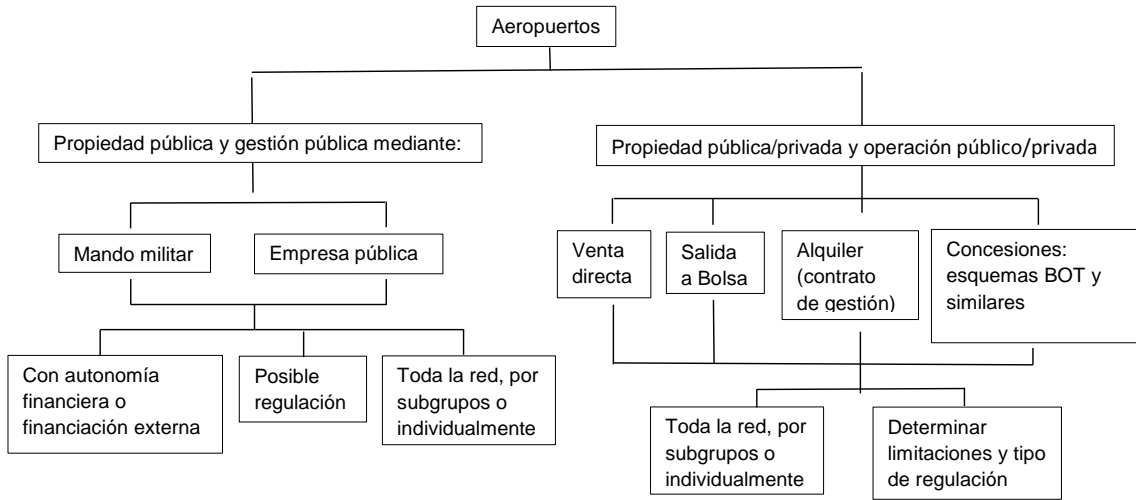 Aeropuertos
Propiedad pública y gestión pública mediante:
Propiedad pública/privada y operación público/privada
Mando militar
Empresa pública
Venta
directa
Salida
a Bolsa
Alquiler
(contrato
de gestión)
Concesiones:
esquemas BOT y
similares
Con autonomía
financiera o
financiación externa
Posible
regulación
Toda la red, por
subgrupos o
individualmente
Toda la red, por
subgrupos o
individualmente
Determinar
limitaciones y tipo
de regulación